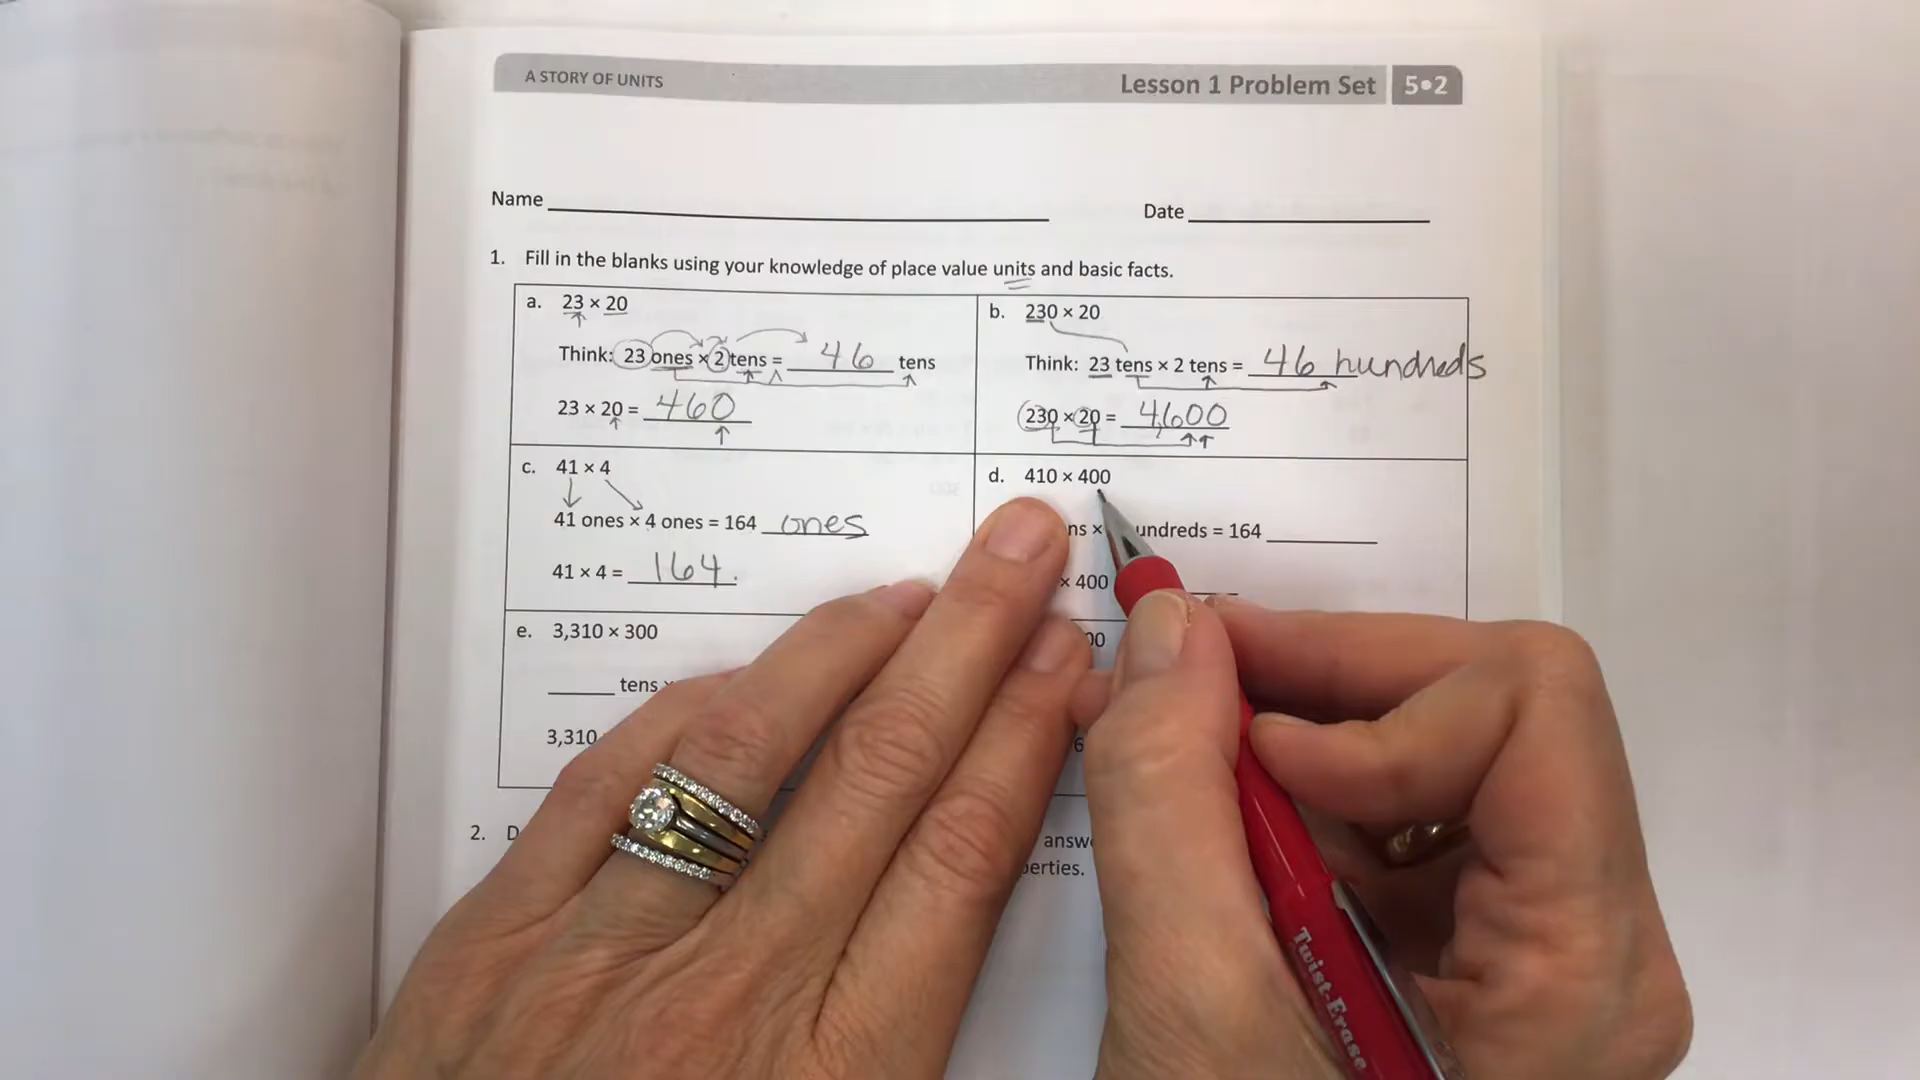 A STORY OF UNITS
Lesson 1 Problem Set 5•2
Name
Date
1. Fill in the blanks using your knowledge of place value units and basic facts.
a. 23 × 20
Think: 23 ones × 2 tens = 46 tens
23 × 20 = 460
b. 230 × 20
Think: 23 tens × 2 tens = 46 hundreds
230 × 20 = 4,600
c. 41 × 4
41 ones × 4 ones = 164 ones
41 × 4 = 164.
d. 410 × 400
× = 164
× 400
e. 3,310 × 300
tens
3,310
2.
Twist-Erase